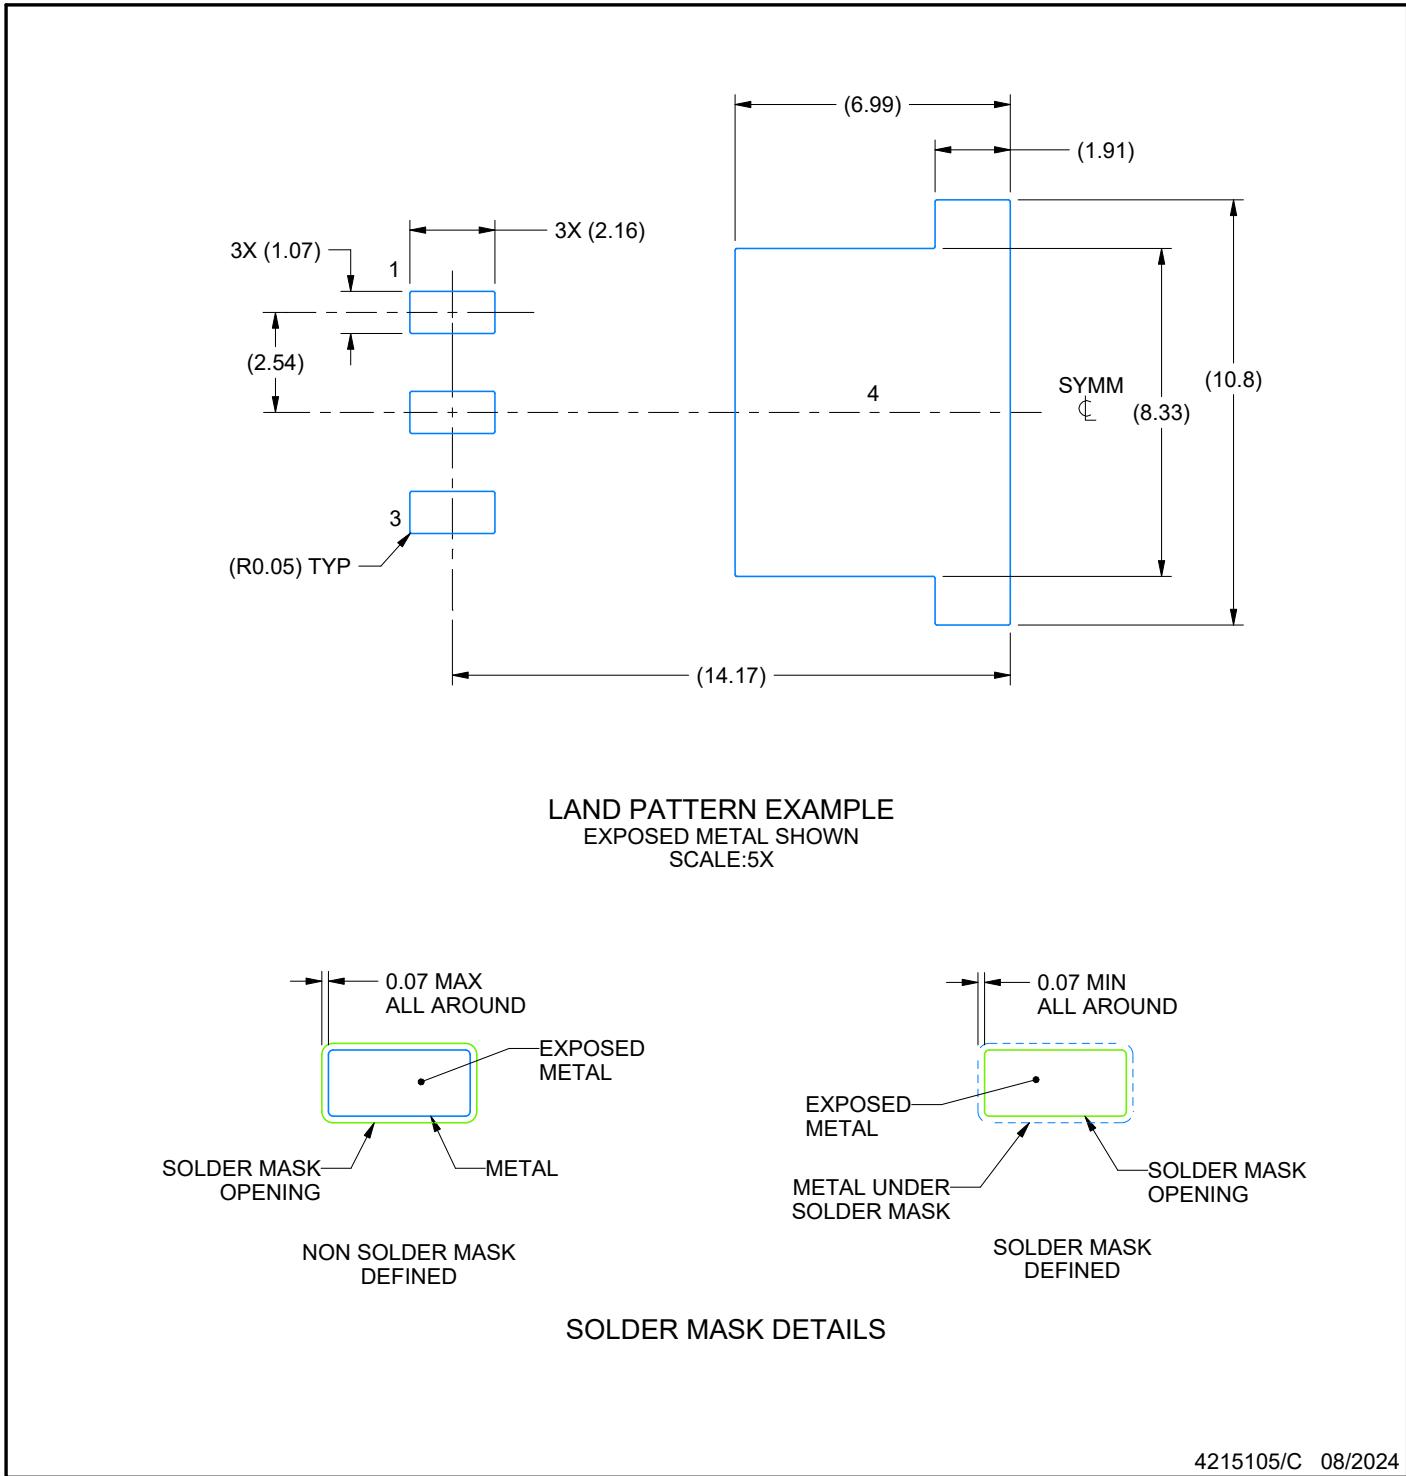 (6.99)
(1.91)
3X (2.16)
3X (1.07)
1
(2.54)
4
SYMM
(10.8)
(8.33)
3
(R0.05) TYP
(14.17)
LAND PATTERN EXAMPLE
EXPOSED METAL SHOWN
SCALE:5X
0.07 MAX
ALL AROUND
EXPOSED
METAL
SOLDER MASK
OPENING
METAL
NON SOLDER MASK
DEFINED
0.07 MIN
ALL AROUND
EXPOSED
METAL
METAL UNDER
SOLDER MASK
SOLDER MASK
OPENING
SOLDER MASK
DEFINED
SOLDER MASK DETAILS
4215105/C 08/2024